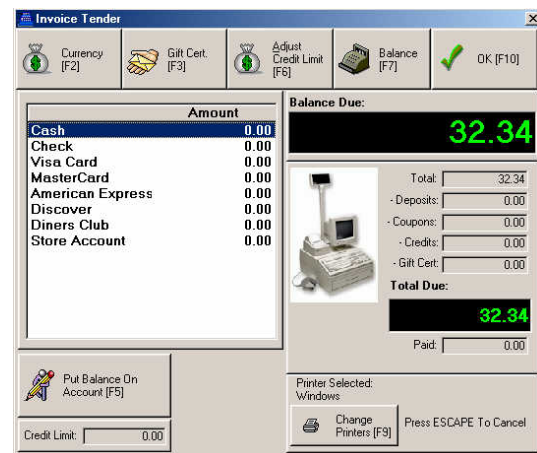 Invoice Tender
Currency
[F2]
Gift Cert.
[F3]
Adjust
Credit Limit
[F6]
Balance
[F7]
OK [F10]
Amount
Cash 0.00
Check 0.00
Visa Card 0.00
MasterCard 0.00
American Express 0.00
Discover 0.00
Diners Club 0.00
Store Account 0.00
Put Balance On
Account [F5]
Credit Limit: 0.00
Balance Due:
32.34
Total: 32.34
- Deposits: 0.00
- Coupons: 0.00
- Credits: 0.00
- Gift Cert: 0.00
Total Due:
32.34
Paid: 0.00
Printer Selected:
Windows
Change
Printers [F9]
Press ESCAPE To Cancel